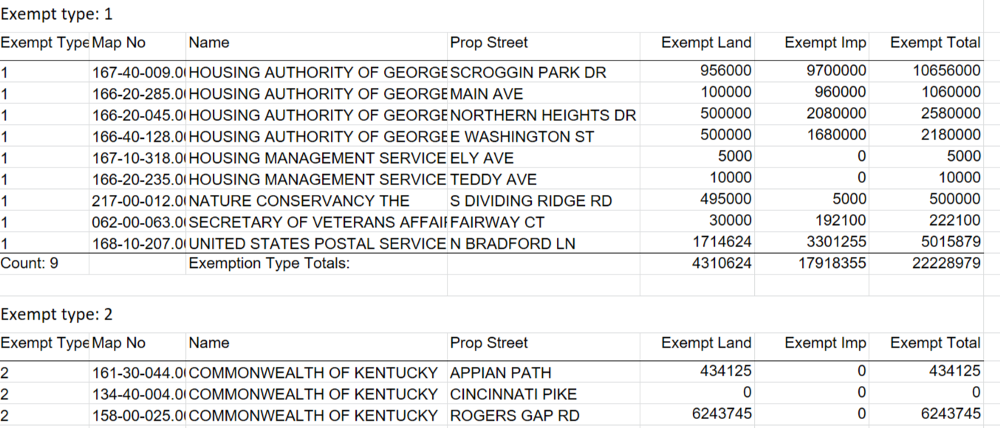 Exempt type: 1
Exempt Type Map No Name Prop Street Exempt Land Exempt Imp Exempt Total
1 167-40-009.0 HOUSING AUTHORITY OF GEORGE SCROGGIN PARK DR 956000 9700000 10656000
1 166-20-285.0 HOUSING AUTHORITY OF GEORGE MAIN AVE 100000 960000 1060000
1 166-20-045.0 HOUSING AUTHORITY OF GEORGE NORTHERN HEIGHTS DR 500000 2080000 2580000
1 166-40-128.0 HOUSING AUTHORITY OF GEORGE E WASHINGTON ST 500000 1680000 2180000
1 167-10-318.0 HOUSING MANAGEMENT SERVICE ELY AVE 5000 0 5000
1 166-20-235.0 HOUSING MANAGEMENT SERVICE TEDDY AVE 10000 0 10000
1 217-00-012.0 NATURE CONSERVANCY THE S DIVIDING RIDGE RD 495000 5000 500000
1 062-00-063.0 SECRETARY OF VETERANS AFFAI FAIRWAY CT 30000 192100 222100
1 168-10-207.0 UNITED STATES POSTAL SERVICE N BRADFORD LN 1714624 3301255 5015879
Count: 9 Exemption Type Totals: 4310624 17918355 22228979
Exempt type: 2
Exempt Type Map No Name Prop Street Exempt Land Exempt Imp Exempt Total
2 161-30-044.0 COMMONWEALTH OF KENTUCKY APPIAN PATH 434125 0 434125
2 134-40-004.0 COMMONWEALTH OF KENTUCKY CINCINNATI PIKE 0 0 0
2 158-00-025.0 COMMONWEALTH OF KENTUCKY ROGERS GAP RD 6243745 0 6243745